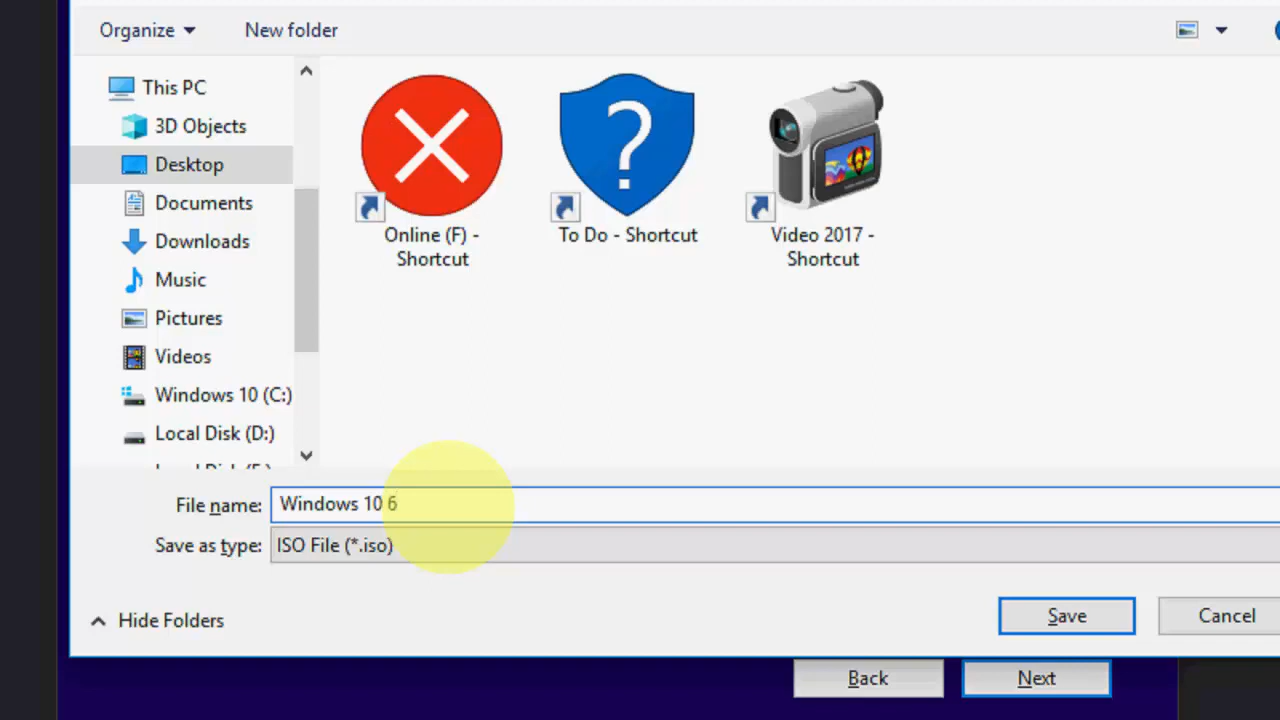 Organize
New folder
This PC
3D Objects
Desktop
Documents
Downloads
Music
Pictures
Videos
Windows 10 (C:)
Local Disk (D:)
Online (F) -
Shortcut
To Do - Shortcut
Video 2017 -
Shortcut
File name: Windows 10 6
Save as type: ISO File (*.iso)
Hide Folders
Save
Cancel
Back
Next